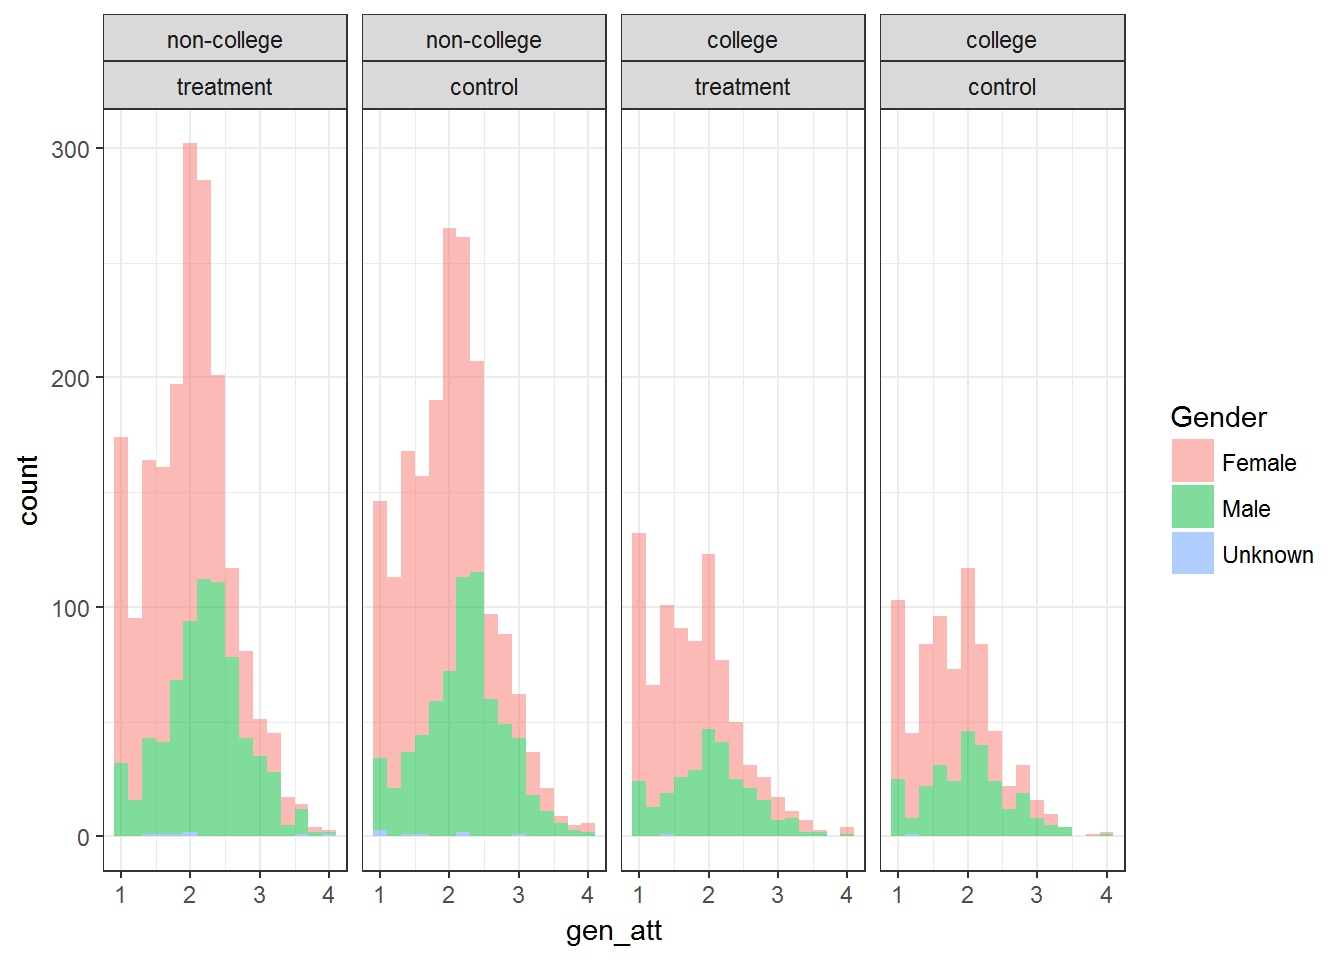 non-college non-college college college
treatment control treatment control
300
200
100
0
count
1 2 3 4 1 2 3 4 1 2 3 4 1 2 3 4
gen_att
Gender
Female
Male
Unknown